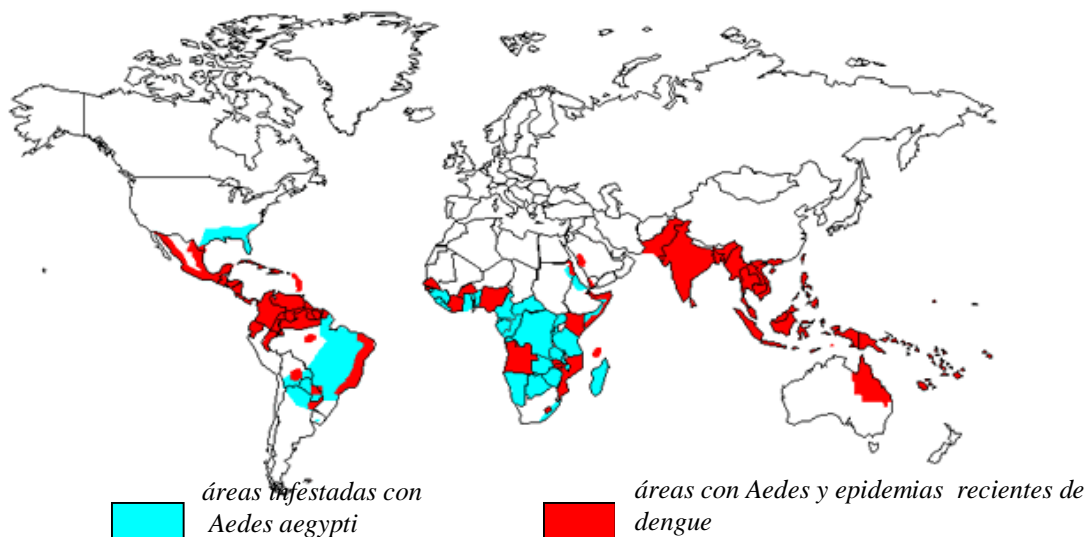 áreas infestadas con
Aedes aegypti
áreas con Aedes y epidemias recientes de
dengue